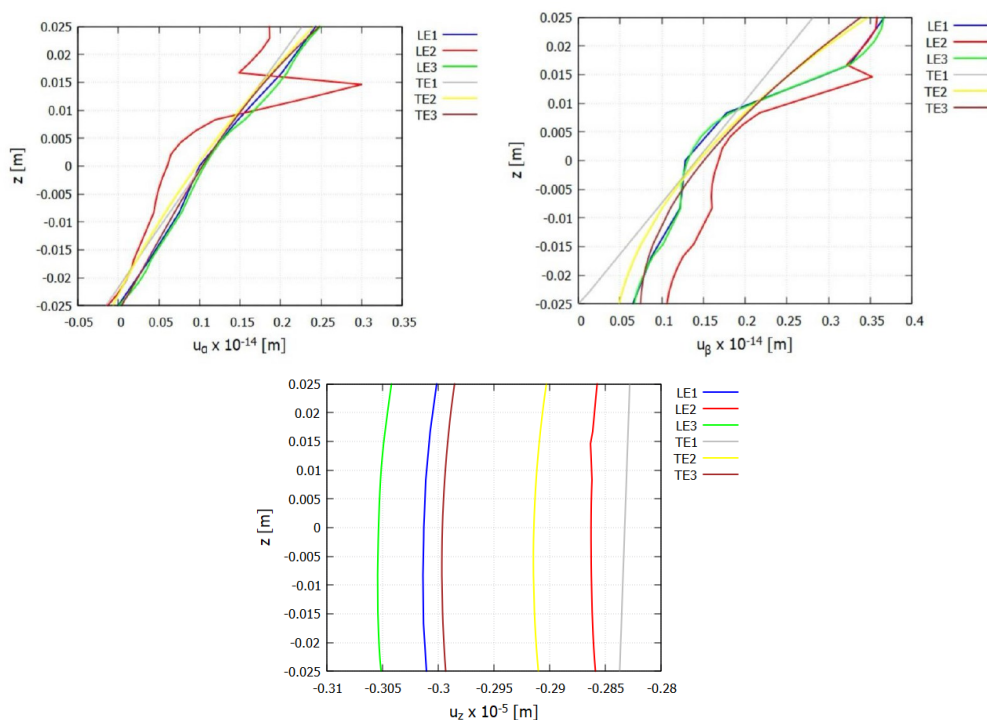 0.025
0.02
0.015
0.01
0.005
0
-0.005
-0.01
-0.015
-0.02
-0.025
z [m]
-0.05
0
0.05
0.1
0.15
0.2
0.25
0.3
0.35
u_α x 10^-14 [m]
LE1
LE2
LE3
TE1
TE2
TE3
0.025
0.02
0.015
0.01
0.005
0
-0.005
-0.01
-0.015
-0.02
-0.025
z [m]
0
0.05
0.1
0.15
0.2
0.25
0.3
0.35
0.4
u_β x 10^-14 [m]
LE1
LE2
LE3
TE1
TE2
TE3
0.025
0.02
0.015
0.01
0.005
0
-0.005
-0.01
-0.015
-0.02
-0.025
z [m]
-0.31
-0.305
-0.3
-0.295
-0.29
-0.285
-0.28
u_z x 10^-5 [m]
LE1
LE2
LE3
TE1
TE2
TE3